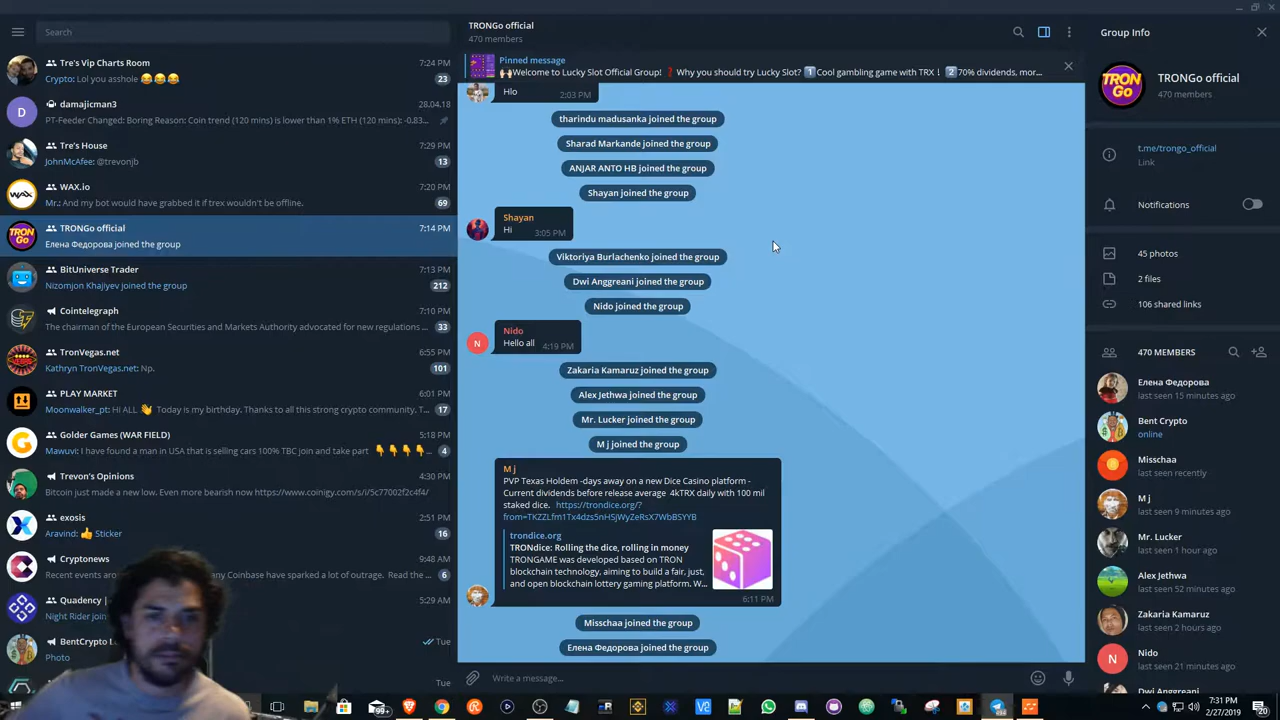 Search
Tre's Vip Charts Room 7:24 PM
Crypto: Lol you asshole 😂😂😂 23
D damajicman3 28.04.18
PT-Feeder Changed: Boring Reason: Coin trend (120 mins) is lower than 1% ETH (120 mins): -0.83...
Tre's House 7:29 PM
JohnMcAfee: @trevonjb 13
WAX WAX.io 7:20 PM
Mr.: And my bot would have grabbed it if trex wouldn't be offline. 69
TRON GO TRONGo official 7:14 PM
Елена Федорова joined the group
BitUniverse Trader 7:13 PM
Nizomjon Khajiyev joined the group 212
Cointelegraph 7:10 PM
The chairman of the European Securities and Markets Authority advocated for new regulations ... 33
TronVegas.net 6:55 PM
Kathryn TronVegas.net: Np. 101
PLAY MARKET 6:01 PM
Moonwalker_pt: HI ALL 👋 Today is my birthday. Thanks to all this strong crypto community, T... 17
Golder Games (WAR FIELD) 5:18 PM
Mawuvi: I have found a man in USA that is selling cars 100% TBC join and take part 👇👇👇👇... 4
Trevon's Opinions 4:30 PM
Bitcoin just made a new low. Even more bearish now https://www.coinigy.com/s/i/5c77002f2c4f4/
exosis 2:51 PM
Aravind: 👍 Sticker 16
Cryptonews 9:48 AM
Recent events aro any Coinbase have sparked a lot of outrage. Read the ... 6
Quadency | 5:29 AM
Night Rider join
BentCrypto L Tue
Photo
Tue
TRONGo official
470 members
Pinned message
🙌Welcome to Lucky Slot Official Group! ❓ Why you should try Lucky Slot? 1️⃣Cool gambling game with TRX ! 2️⃣70% dividends, mor...
Hlo 2:03 PM
tharindu madusanka joined the group
Sharad Markande joined the group
ANJAR ANTO HB joined the group
Shayan joined the group
Shayan
Hi 3:05 PM
Viktoriya Burlachenko joined the group
Dwi Anggreani joined the group
Nido joined the group
Nido
N Hello all 4:19 PM
Zakaria Kamaruz joined the group
Alex Jethwa joined the group
Mr. Lucker joined the group
M j joined the group
M j
PVP Texas Holdem -days away on a new Dice Casino platform -
Current dividends before release average 4kTRX daily with 100 mil
staked dice. https://trondice.org/?
from=TKZZLfm1Tx4dzs5nHSjWyZeRsX7WbBSYYB
trondice.org
TRONdice: Rolling the dice, rolling in money
TRONGAME was developed based on TRON
blockchain technology, aiming to build a fair, just,
and open blockchain lottery gaming platform. W...
6:11 PM
Misschaa joined the group
Елена Федорова joined the group
Write a message...
Group Info
TRON GO
TRONGo official
470 members
t.me/trongo_official
Link
Notifications
45 photos
2 files
106 shared links
470 MEMBERS
Елена Федорова
last seen 15 minutes ago
Bent Crypto
online
Misschaa
last seen recently
M j
last seen 9 minutes ago
Mr. Lucker
last seen 1 hour ago
Alex Jethwa
last seen 52 minutes ago
Zakaria Kamaruz
last seen 2 hours ago
N Nido
last seen 21 minutes ago
Dwi Anggreani
99+
7:31 PM
2/27/2019
20